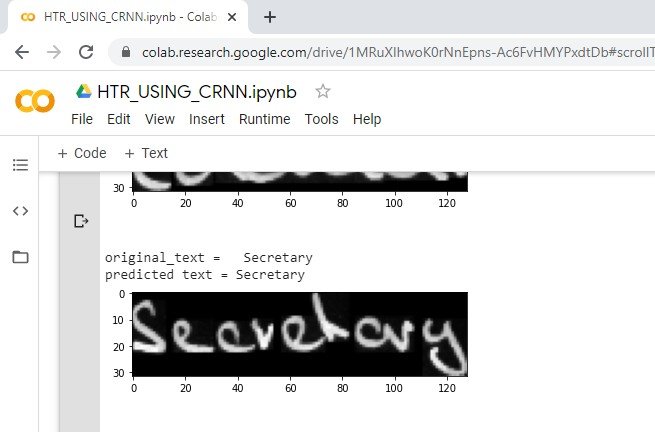 HTR_USING_CRNN.ipynb - Colab
colab.research.google.com/drive/1MRuXlhwoK0rNnEpns-Ac6FvHMYPxdtDb#scrollT
HTR_USING_CRNN.ipynb
File Edit View Insert Runtime Tools Help
+ Code + Text
30
0 20 40 60 80 100 120
original_text = Secretary
predicted text = Secretary
0
10
20
30
Secretary
0 20 40 60 80 100 120